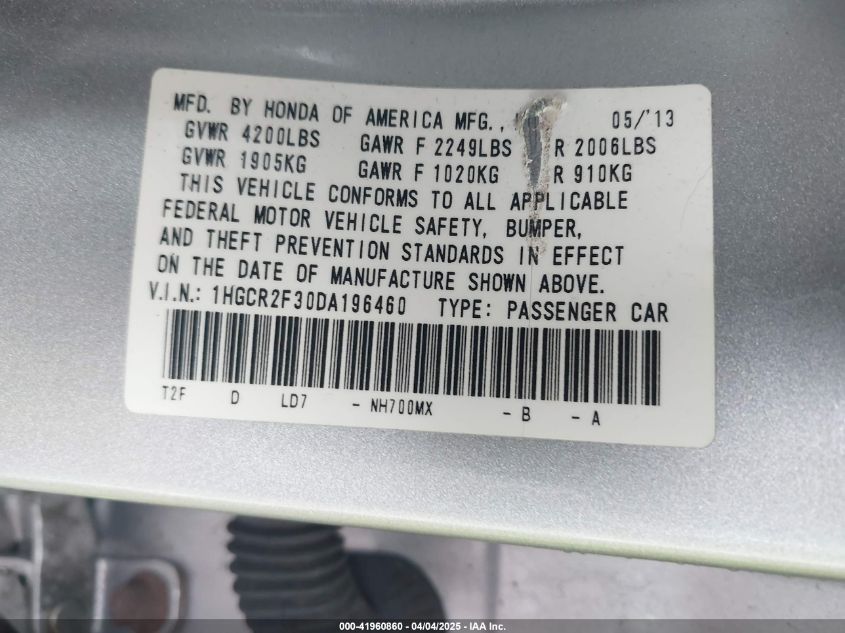 MFD. BY HONDA OF AMERICA MFG., 05/'13
GVWR 4200LBS GAWR F 2249LBS R 2006LBS
GVWR 1905KG GAWR F 1020KG R 910KG
THIS VEHICLE CONFORMS TO ALL APPLICABLE
FEDERAL MOTOR VEHICLE SAFETY, BUMPER,
AND THEFT PREVENTION STANDARDS IN EFFECT
ON THE DATE OF MANUFACTURE SHOWN ABOVE.
V.I.N.: 1HGCR2F30DA196460 TYPE: PASSENGER CAR
T2F D LD7 - NH700MX - B - A
000-41960860 - 04/04/2025 - IAA Inc.